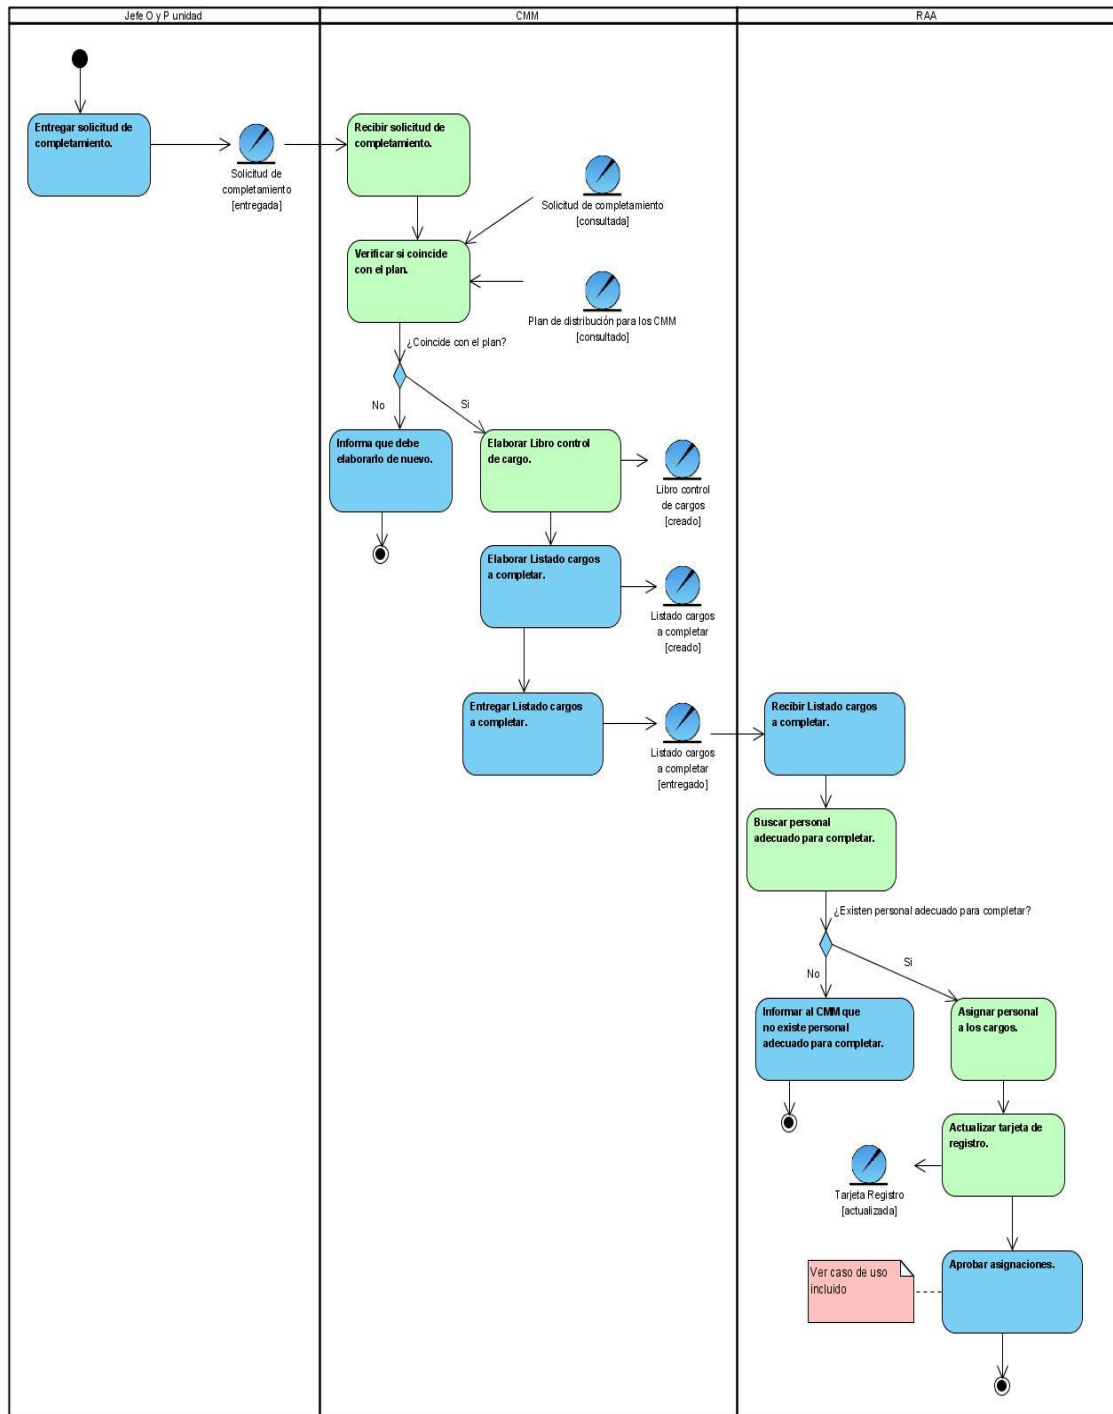 Jefe O y P unidad
CMM
RAA
Entregar solicitud de
completamiento.
Solicitud de
completamiento
[entregada]
Recibir solicitud de
completamiento.
Solicitud de completamiento
[consultada]
Verificar si coincide
con el plan.
Plan de distribución para los CMM
[consultado]
¿Coincide con el plan?
No
Si
Informa que debe
elaborarlo de nuevo.
Elaborar Libro control
de cargo.
Libro control
de cargos
[creado]
Elaborar Listado cargos
a completar.
Listado cargos
a completar
[creado]
Entregar Listado cargos
a completar.
Listado cargos
a completar
[entregado]
Recibir Listado cargos
a completar.
Buscar personal
adecuado para completar.
¿Existen personal adecuado para completar?
No
Si
Informar al CMM que
no existe personal
adecuado para completar.
Asignar personal
a los cargos.
Actualizar tarjeta de
registro.
Tarjeta Registro
[actualizada]
Ver caso de uso
incluido
Aprobar asignaciones.